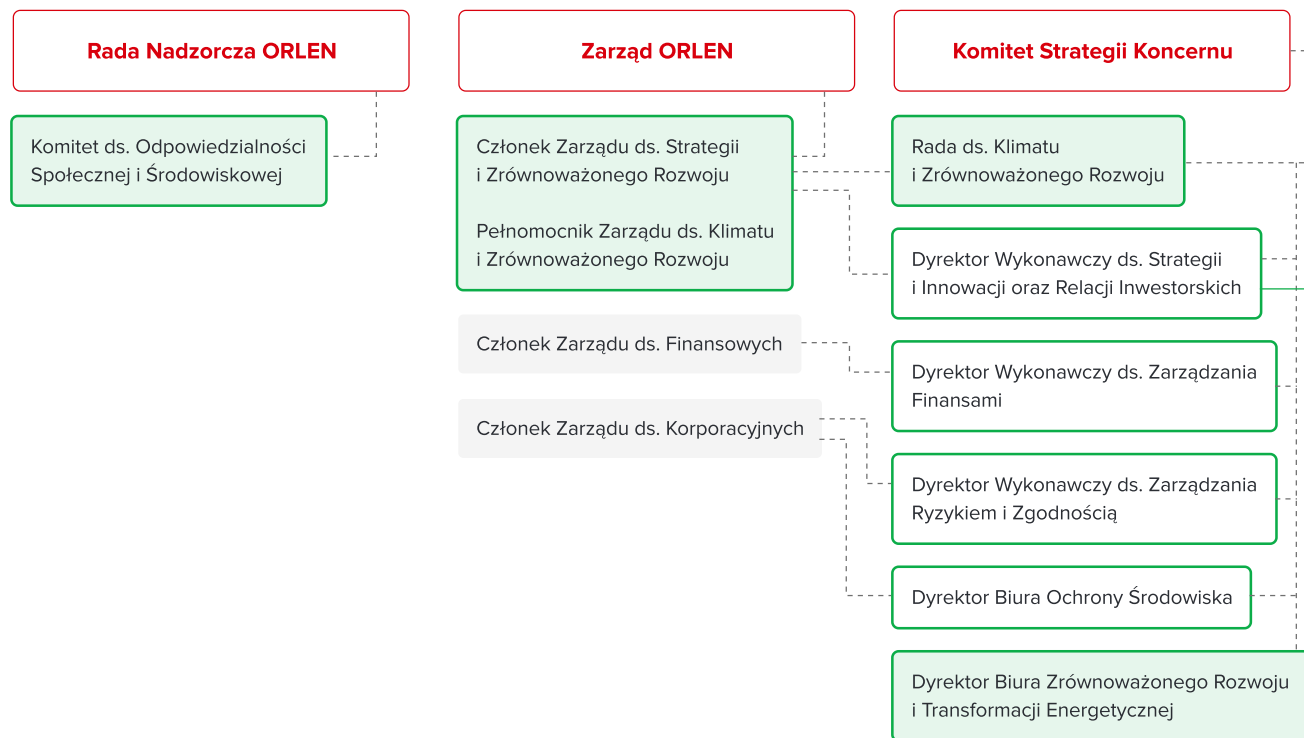 Rada Nadzorcza ORLEN
Komitet ds. Odpowiedzialności
Społecznej i Środowiskowej
Zarząd ORLEN
Członek Zarządu ds. Strategii
i Zrównoważonego Rozwoju
Pełnomocnik Zarządu ds. Klimatu
i Zrównoważonego Rozwoju
Członek Zarządu ds. Finansowych
Członek Zarządu ds. Korporacyjnych
Komitet Strategii Koncernu
Rada ds. Klimatu
i Zrównoważonego Rozwoju
Dyrektor Wykonawczy ds. Strategii
i Innowacji oraz Relacji Inwestorskich
Dyrektor Wykonawczy ds. Zarządzania
Finansami
Dyrektor Wykonawczy ds. Zarządzania
Ryzykiem i Zgodnością
Dyrektor Biura Ochrony Środowiska
Dyrektor Biura Zrównoważonego Rozwoju
i Transformacji Energetycznej